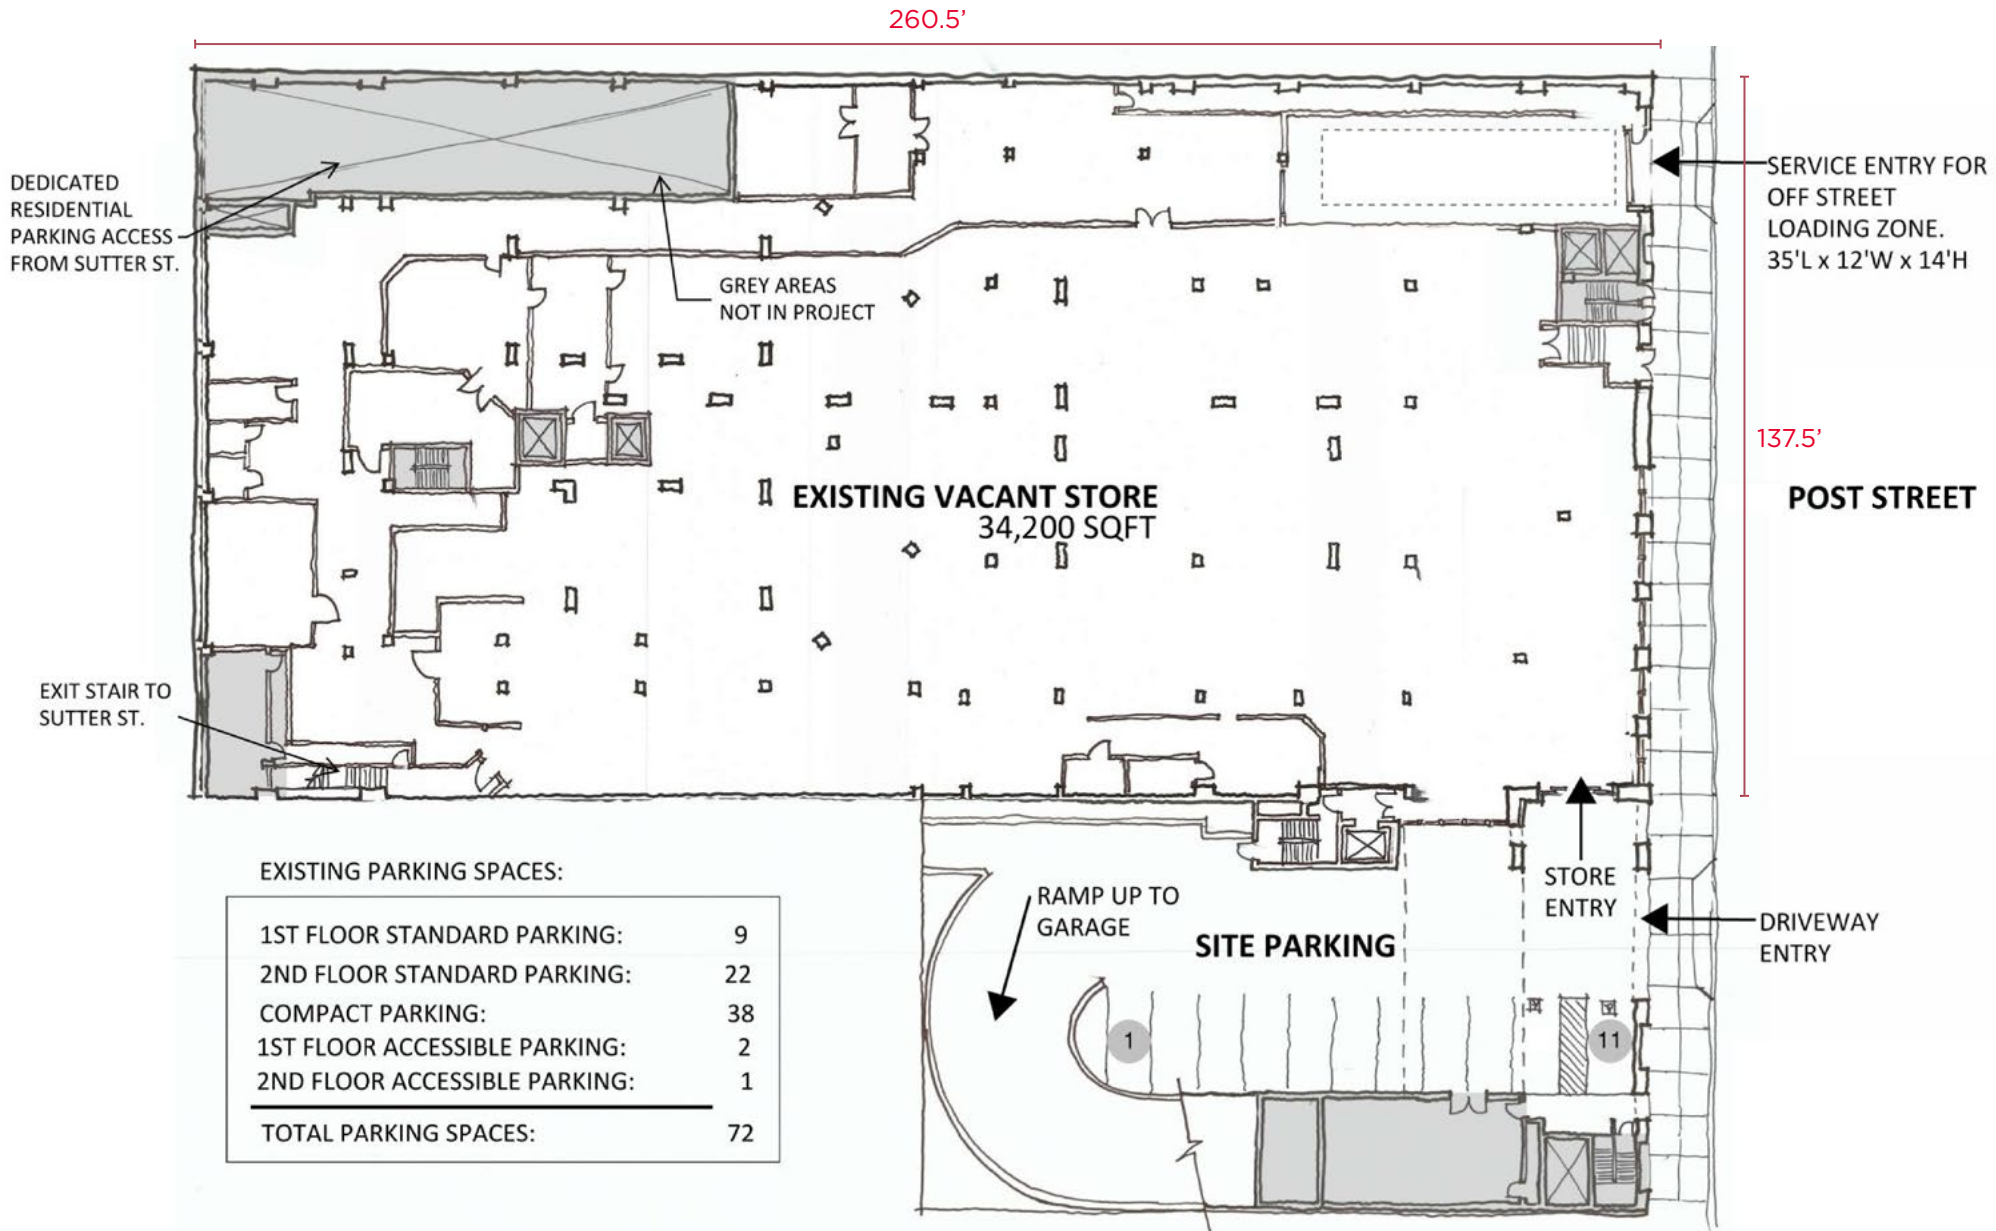 260.5'
DEDICATED
RESIDENTIAL
PARKING ACCESS
FROM SUTTER ST.
GREY AREAS
NOT IN PROJECT
SERVICE ENTRY FOR
OFF STREET
LOADING ZONE.
35'L x 12'W x 14'H
137.5'
EXISTING VACANT STORE
34,200 SQFT
POST STREET
EXIT STAIR TO
SUTTER ST.
EXISTING PARKING SPACES:
1ST FLOOR STANDARD PARKING: 9
2ND FLOOR STANDARD PARKING: 22
COMPACT PARKING: 38
1ST FLOOR ACCESSIBLE PARKING: 2
2ND FLOOR ACCESSIBLE PARKING: 1
TOTAL PARKING SPACES: 72
RAMP UP TO
GARAGE
SITE PARKING
STORE
ENTRY
DRIVEWAY
ENTRY
1
11